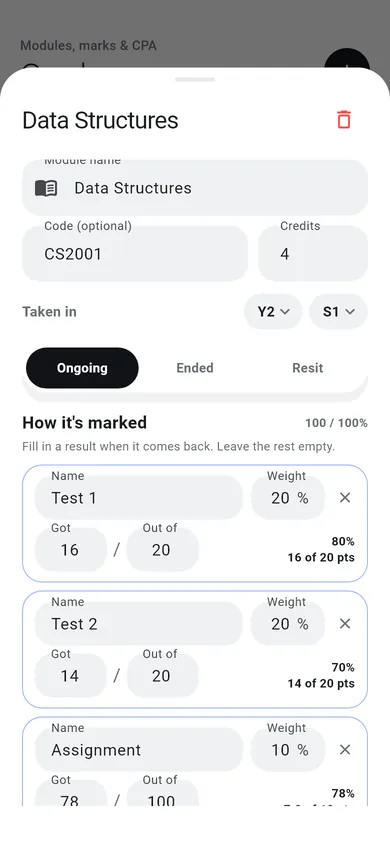 Modules, marks & CPA
Data Structures
Module name
Data Structures
Code (optional)
Credits
CS2001
4
Taken in
Y2
S1
Ongoing
Ended
Resit
How it's marked
100 / 100%
Fill in a result when it comes back. Leave the rest empty.
Name
Weight
Test 1
20 %
Got
Out of
16 / 20
80%
16 of 20 pts
Name
Weight
Test 2
20 %
Got
Out of
14 / 20
70%
14 of 20 pts
Name
Weight
Assignment
10 %
Got
Out of
78 / 100
78%